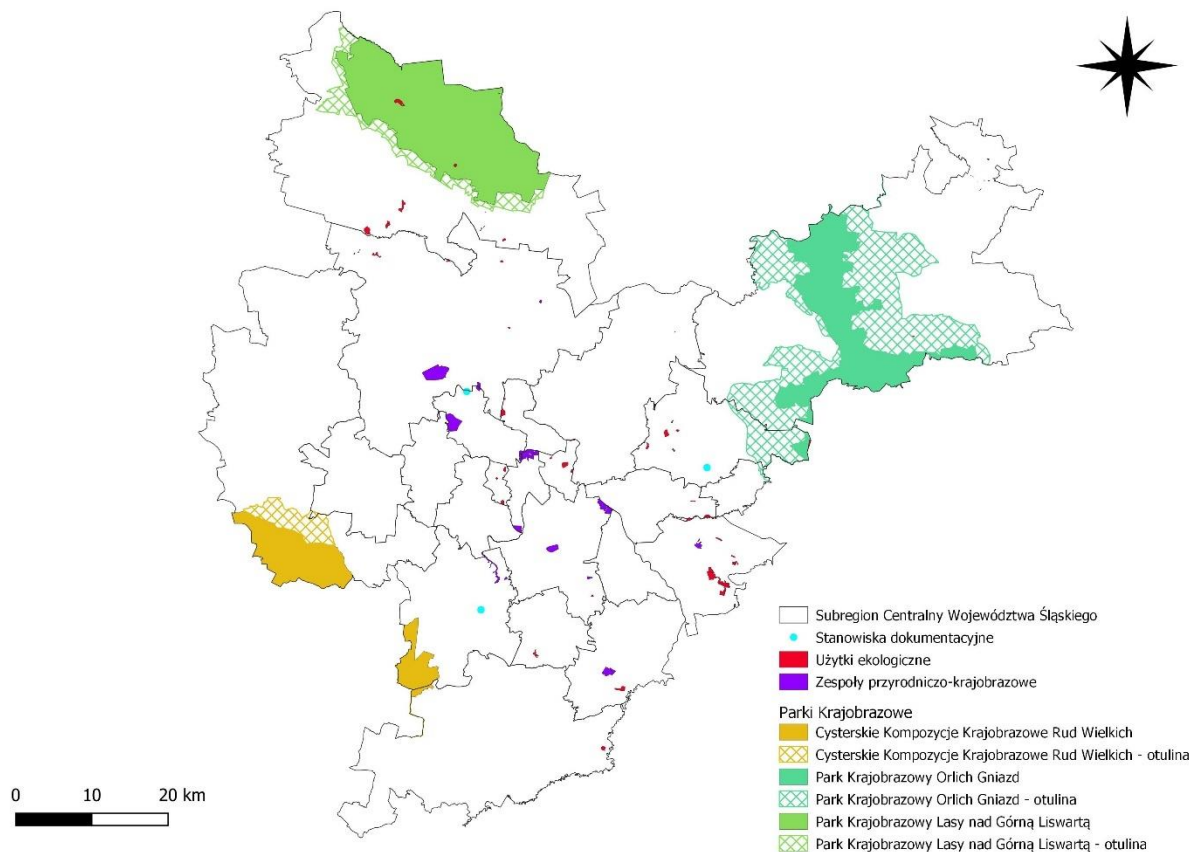 Subregion Centralny Województwa Śląskiego
Stanowiska dokumentacyjne
Użytki ekologiczne
Zespoły przyrodniczo-krajobrazowe
Parki Krajobrazowe
Cysterskie Kompozycje Krajobrazowe Rud Wielkich
Cysterskie Kompozycje Krajobrazowe Rud Wielkich - otulina
Park Krajobrazowy Orlich Gniazd
Park Krajobrazowy Orlich Gniazd - otulina
Park Krajobrazowy Lasy nad Górną Liswartą
Park Krajobrazowy Lasy nad Górną Liswartą - otulina
0 10 20 km